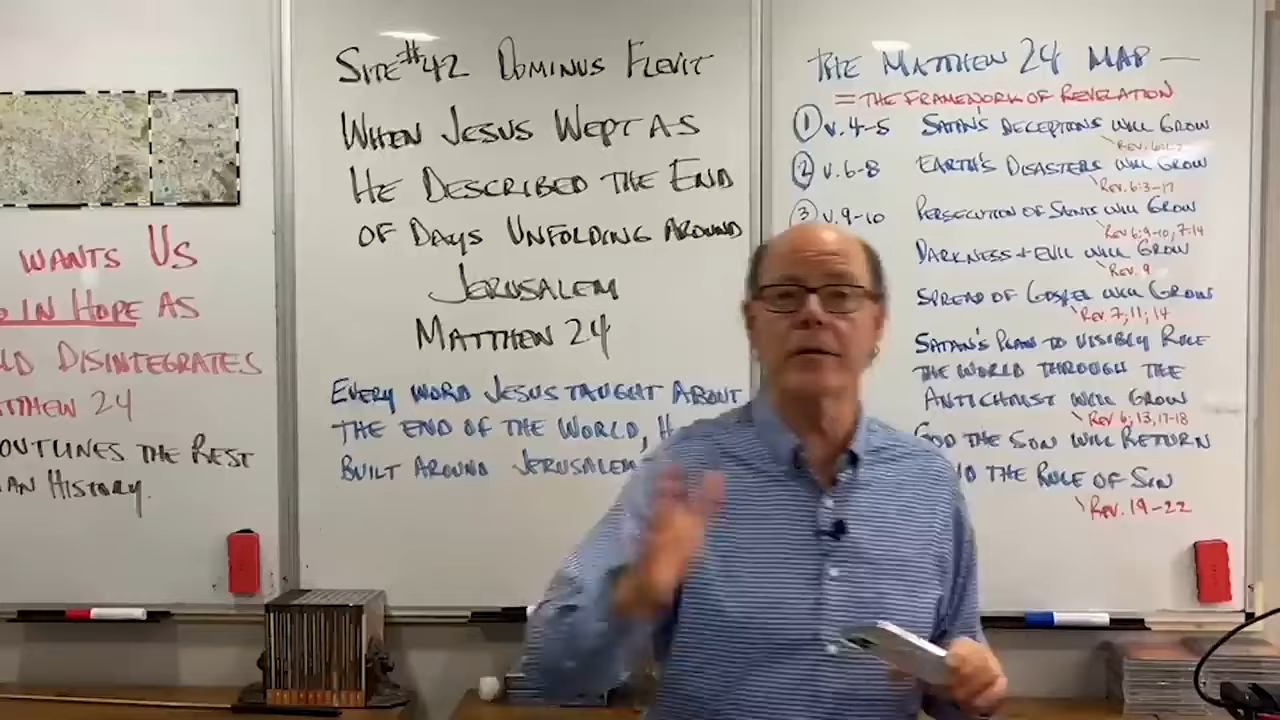 WANTS US
IN HOPE AS
DISINTEGRATES
24
OUTLINES THE REST
HISTORY.
SITE #42 DOMINUS FLEVIT
WHEN JESUS WEPT AS
HE DESCRIBED THE END
OF DAYS UNFOLDING AROUND
JERUSALEM
MATTHEW 24
EVERY WORD JESUS TAUGHT ABOUT
THE END OF THE WORLD,
BUILT AROUND JERUSALEM
THE MATTHEW 24 MAP —
= THE FRAMEWORK OF REVELATION
① V. 4-5 SATAN'S DECEPTIONS WILL GROW
② V. 6-8 EARTH'S DISASTERS WILL GROW
REV. 6:3-17
③ V. 9-10 PERSECUTION OF SAINTS WILL GROW
REV. 6:9-10; 7:14
DARKNESS + EVIL WILL GROW
REV. 9
SPREAD OF GOSPEL WILL GROW
REV. 7; 11; 14
SATAN'S PLAN TO VISIBLY RULE
THE WORLD THROUGH THE
ANTICHRIST WILL GROW
REV 6; 13, 17-18
GOD THE SON WILL RETURN
THE RULE OF SIN
REV. 19-22